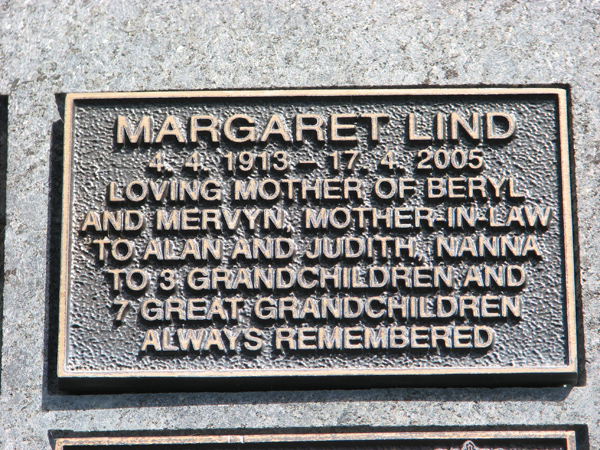 MARGARET LIND
4. 4. 1913 – 17. 4. 2005
LOVING MOTHER OF BERYL
AND MERVYN, MOTHER-IN-LAW
TO ALAN AND JUDITH, NANNA
TO 3 GRANDCHILDREN AND
7 GREAT GRANDCHILDREN
ALWAYS REMEMBERED